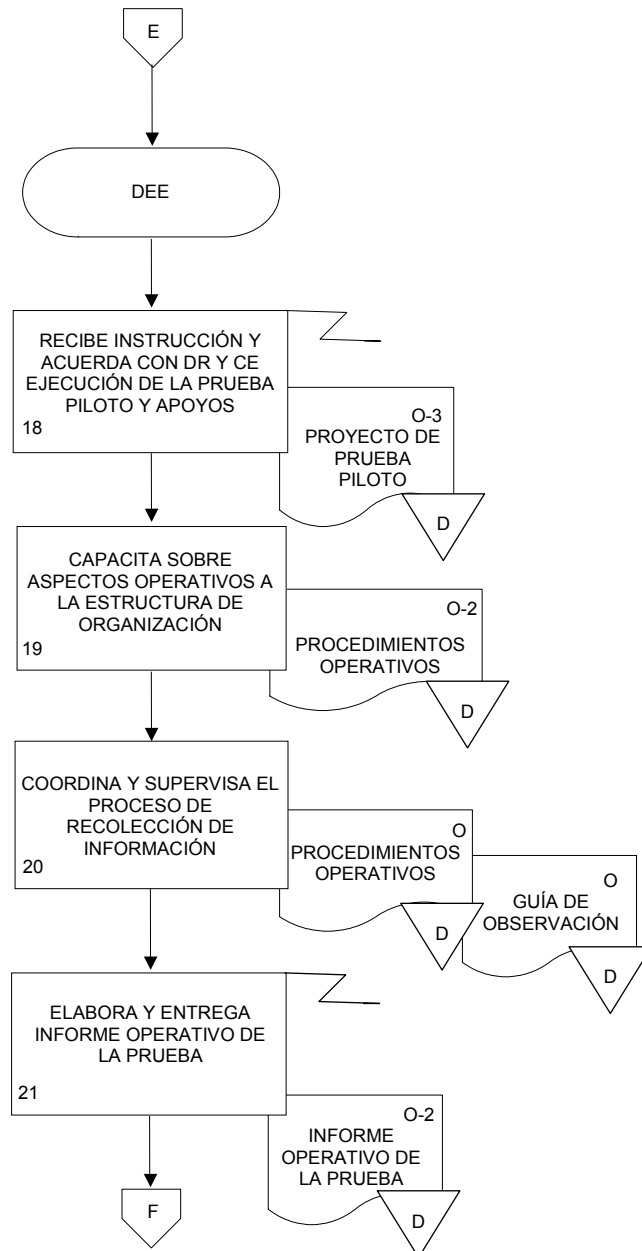 E
DEE
RECIBE INSTRUCCIÓN Y
ACUERDA CON DR Y CE
EJECUCIÓN DE LA PRUEBA
PILOTO Y APOYOS
18
O-3
PROYECTO DE
PRUEBA
PILOTO
D
CAPACITA SOBRE
ASPECTOS OPERATIVOS A
LA ESTRUCTURA DE
ORGANIZACIÓN
19
O-2
PROCEDIMIENTOS
OPERATIVOS
D
COORDINA Y SUPERVISA EL
PROCESO DE
RECOLECCIÓN DE
INFORMACIÓN
20
O
PROCEDIMIENTOS
OPERATIVOS
D
O
GUÍA DE
OBSERVACIÓN
D
ELABORA Y ENTREGA
INFORME OPERATIVO DE
LA PRUEBA
21
O-2
INFORME
OPERATIVO DE
LA PRUEBA
D
F